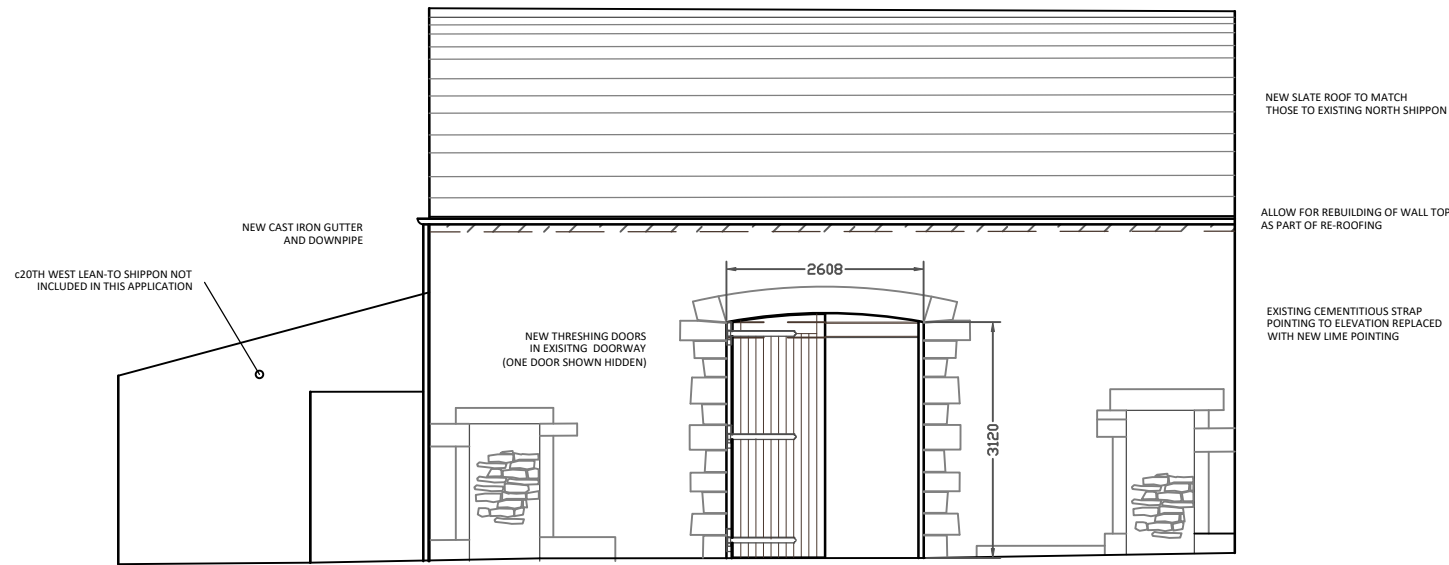 NEW SLATE ROOF TO MATCH
THOSE TO EXISTING NORTH SHIPPON
ALLOW FOR REBUILDING OF WALL TOP
AS PART OF RE-ROOFING
NEW CAST IRON GUTTER
AND DOWNPIPE
c20TH WEST LEAN-TO SHIPPON NOT
INCLUDED IN THIS APPLICATION
2608
NEW THRESHING DOORS
IN EXISITNG DOORWAY
(ONE DOOR SHOWN HIDDEN)
EXISTING CEMENTITIOUS STRAP
POINTING TO ELEVATION REPLACED
WITH NEW LIME POINTING
3120